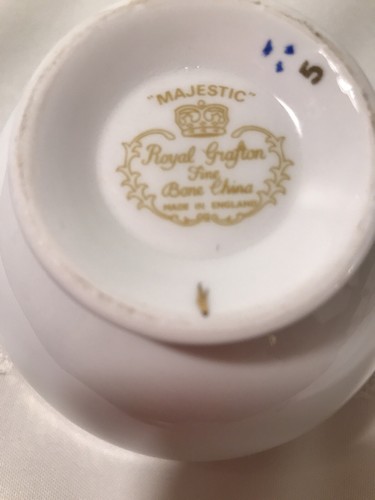 5
"MAJESTIC"
Royal Grafton
Fine
Bone China
MADE IN ENGLAND